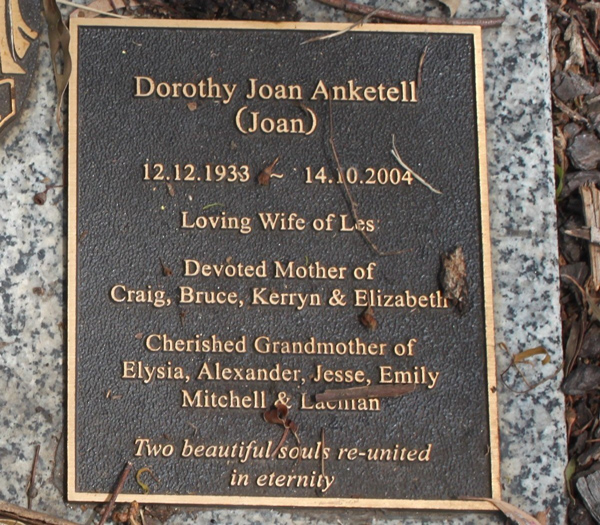 Dorothy Joan Anketell
(Joan)
12.12.1933 ~ 14.10.2004
Loving Wife of Les
Devoted Mother of
Craig, Bruce, Kerryn & Elizabeth
Cherished Grandmother of
Elysia, Alexander, Jesse, Emily
Mitchell & Lachlan
Two beautiful souls re-united
in eternity